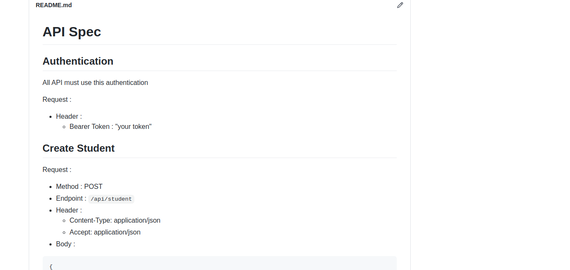 README.md
API Spec
Authentication
All API must use this authentication
Request :
Header :
Bearer Token : "your token"
Create Student
Request :
Method : POST
Endpoint : /api/student
Header :
Content-Type: application/json
Accept: application/json
Body :
{